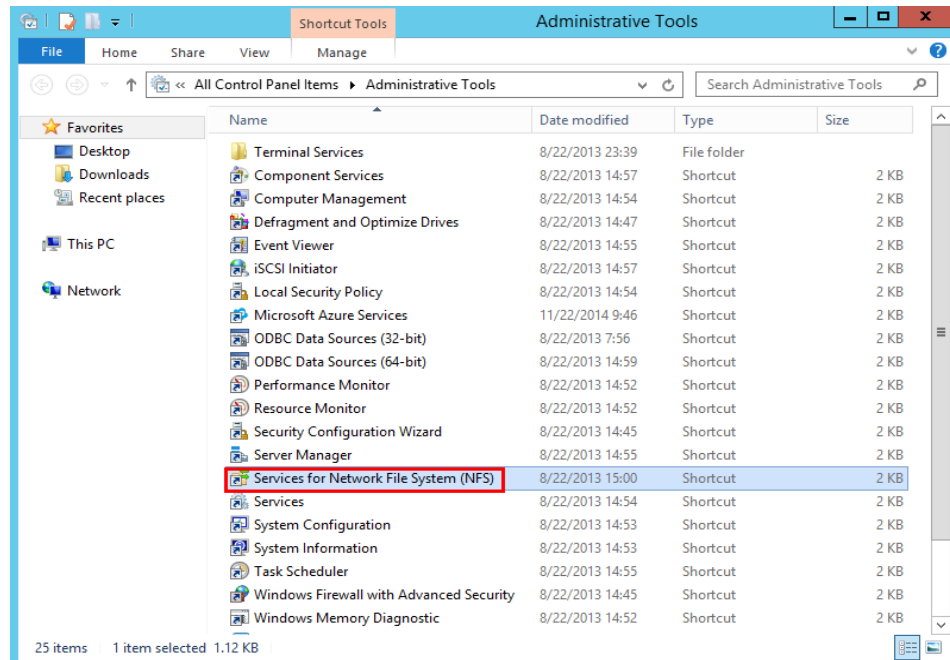 Shortcut Tools
Administrative Tools
File Home Share View Manage
« All Control Panel Items Administrative Tools Search Administrative Tools
Favorites
Desktop
Downloads
Recent places
This PC
Network
Name Date modified Type Size
Terminal Services 8/22/2013 23:39 File folder
Component Services 8/22/2013 14:57 Shortcut 2 KB
Computer Management 8/22/2013 14:54 Shortcut 2 KB
Defragment and Optimize Drives 8/22/2013 14:47 Shortcut 2 KB
Event Viewer 8/22/2013 14:55 Shortcut 2 KB
iSCSI Initiator 8/22/2013 14:57 Shortcut 2 KB
Local Security Policy 8/22/2013 14:54 Shortcut 2 KB
Microsoft Azure Services 11/22/2014 9:46 Shortcut 2 KB
ODBC Data Sources (32-bit) 8/22/2013 7:56 Shortcut 2 KB
ODBC Data Sources (64-bit) 8/22/2013 14:59 Shortcut 2 KB
Performance Monitor 8/22/2013 14:52 Shortcut 2 KB
Resource Monitor 8/22/2013 14:52 Shortcut 2 KB
Security Configuration Wizard 8/22/2013 14:45 Shortcut 2 KB
Server Manager 8/22/2013 14:55 Shortcut 2 KB
Services for Network File System (NFS) 8/22/2013 15:00 Shortcut 2 KB
Services 8/22/2013 14:54 Shortcut 2 KB
System Configuration 8/22/2013 14:53 Shortcut 2 KB
System Information 8/22/2013 14:53 Shortcut 2 KB
Task Scheduler 8/22/2013 14:55 Shortcut 2 KB
Windows Firewall with Advanced Security 8/22/2013 14:45 Shortcut 2 KB
Windows Memory Diagnostic 8/22/2013 14:52 Shortcut 2 KB
25 items 1 item selected 1.12 KB